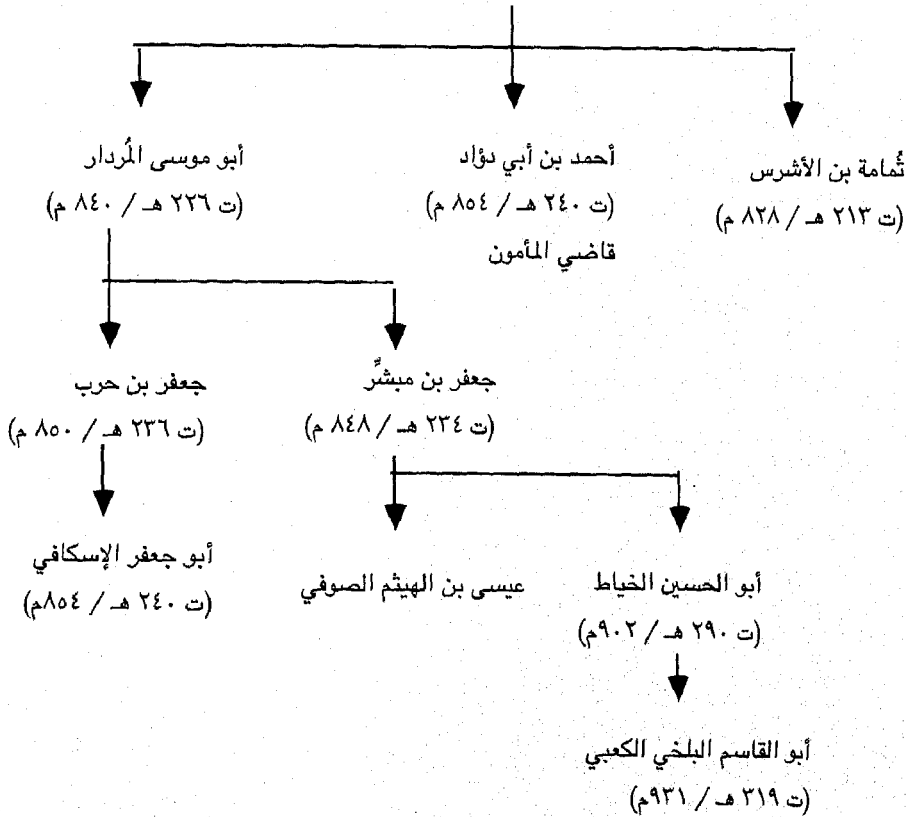 ثُمامة بن الأشرس
(ت ٢١٣ هـ / ٨٢٨ م)
أحمد بن أبي دؤاد
(ت ٢٤٠ هـ / ٨٥٤ م)
قاضي المأمون
أبو موسى المُردار
(ت ٢٢٦ هـ / ٨٤٠ م)
جعفر بن مبشَّر
(ت ٢٣٤ هـ / ٨٤٨ م)
جعفر بن حرب
(ت ٢٣٦ هـ / ٨٥٠ م)
أبو الحسين الخياط
(ت ٢٩٠ هـ / ٩٠٢م)
عيسى بن الهيثم الصوفي
أبو جعفر الإسكافي
(ت ٢٤٠ هـ / ٨٥٤م)
أبو القاسم البلخي الكعبي
(ت ٣١٩ هـ / ٩٣١م)